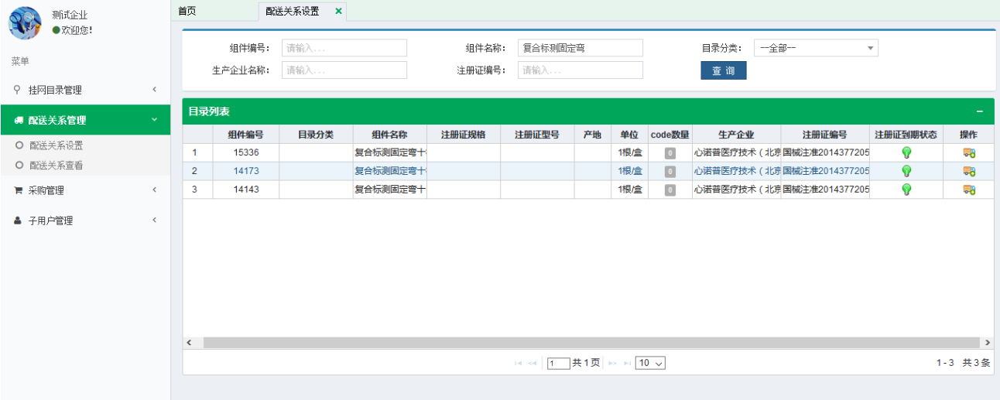 测试企业
欢迎您!
菜单
挂网目录管理
配送关系管理
配送关系设置
配送关系查看
采购管理
子用户管理
首页 配送关系设置 ×
组件编号: 请输入... 组件名称: 复合标测固定弯 目录分类: --全部--
生产企业名称: 请输入... 注册证编号: 请输入... 查 询
目录列表
组件编号 目录分类 组件名称 注册证规格 注册证型号 产地 单位 code数量 生产企业 注册证编号 注册证到期状态 操作
1 15336 复合标测固定弯十 1根/盒 0 心诺普医疗技术(北京 国械注准2014377205
2 14173 复合标测固定弯十 1根/盒 0 心诺普医疗技术(北京 国械注准2014377205
3 14143 复合标测固定弯十 1根/盒 0 心诺普医疗技术(北京 国械注准2014377205
1 共1页 10 1-3 共3条